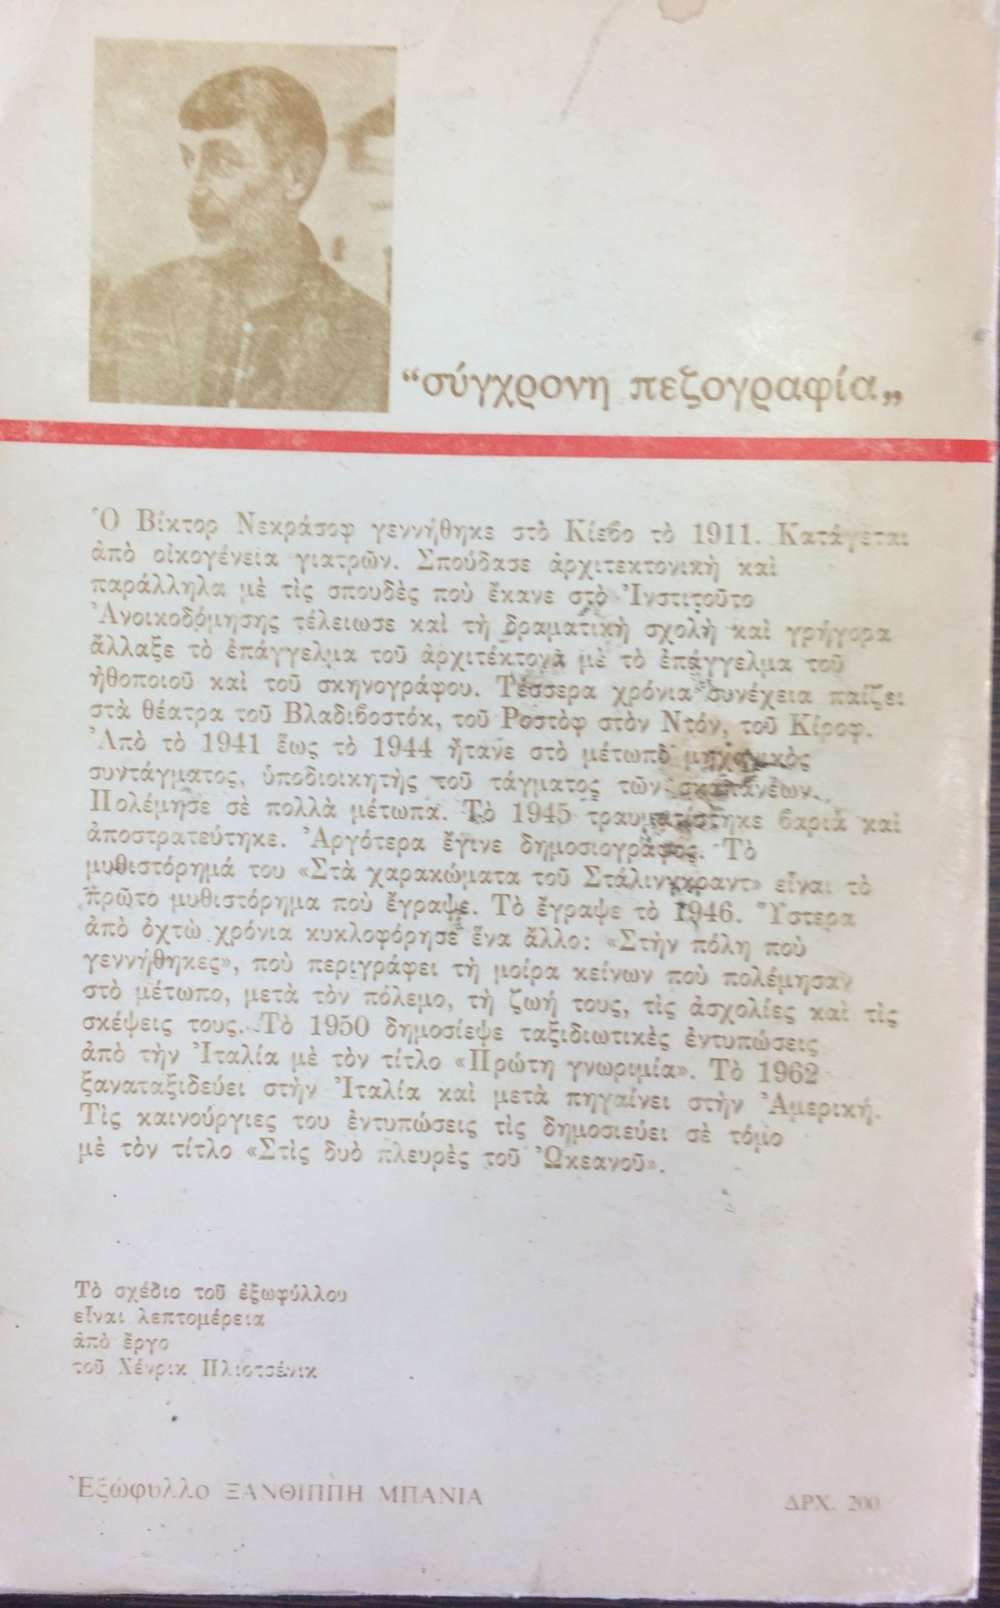 “σύγχρονη πεζογραφία„
Ὁ Βίκτορ Νεκράσοφ γεννήθηκε στὸ Κίεβο τὸ 1911. Κατάγεται
ἀπὸ οἰκογένεια γιατρῶν. Σπούδασε ἀρχιτεκτονικὴ καὶ
παράλληλα μὲ τὶς σπουδὲς ποὺ ἔκανε στὸ Ἰνστιτοῦτο
Ἀνοικοδόμησης τέλειωσε καὶ τὴ δραματικὴ σχολὴ καὶ γρήγορα
ἄλλαξε τὸ ἐπάγγελμα τοῦ ἀρχιτέκτονα μὲ τὸ ἐπάγγελμα τοῦ
ἠθοποιοῦ καὶ τοῦ σκηνογράφου. Τέσσερα χρόνια συνέχεια παίζει
στὰ θέατρα τοῦ Βλαδιβοστόκ, τοῦ Ροστὸφ στὸν Ντόν, τοῦ Κίροφ.
Ἀπὸ τὸ 1941 ἕως τὸ 1944 ἤτανε στὸ μέτωπο μηχανικὸς
συντάγματος, ὑποδιοικητὴς τοῦ τάγματος τῶν σκαπανέων.
Πολέμησε σὲ πολλὰ μέτωπα. Τὸ 1945 τραυματίστηκε βαριὰ καὶ
ἀποστρατεύτηκε. Ἀργότερα ἔγινε δημοσιογράφος. Τὸ
μυθιστόρημά του «Στὰ χαρακώματα τοῦ Στάλινγκραντ» εἶναι τὸ
πρῶτο μυθιστόρημα ποὺ ἔγραψε. Τὸ ἔγραψε τὸ 1946. Ὕστερα
ἀπὸ ὀχτὼ χρόνια κυκλοφόρησε ἕνα ἄλλο: «Στὴν πόλη ποὺ
γεννήθηκες», ποὺ περιγράφει τὴ μοίρα κείνων ποὺ πολέμησαν
στὸ μέτωπο, μετὰ τὸν πόλεμο, τὴ ζωή τους, τὶς ἀσχολίες καὶ τὶς
σκέψεις τους. Τὸ 1950 δημοσίεψε ταξιδιωτικὲς ἐντυπώσεις
ἀπὸ τὴν Ἰταλία μὲ τὸν τίτλο «Πρώτη γνωριμία». Τὸ 1962
ξαναταξιδεύει στὴν Ἰταλία καὶ μετὰ πηγαίνει στὴν Ἀμερική.
Τὶς καινούργιες του ἐντυπώσεις τὶς δημοσιεύει σὲ τόμο
μὲ τὸν τίτλο «Στὶς δυὸ πλευρὲς τοῦ Ὠκεανοῦ».
Τὸ σχέδιο τοῦ ἐξωφύλλου
εἶναι λεπτομέρεια
ἀπὸ ἔργο
τοῦ Χένρικ Πλιοτσένικ
Ἐξώφυλλο ΞΑΝΘΙΠΠΗ ΜΠΑΝΙΑ
ΔΡΧ. 200